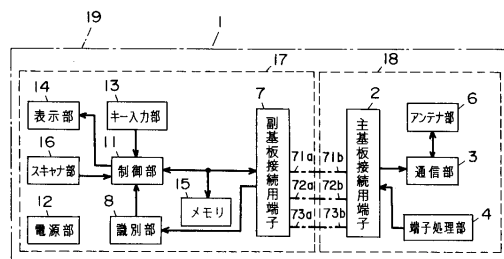 19
1
17
18
14
表示部
13
キー入力部
7
副基板接続用端子
2
主基板接続用端子
6
アンテナ部
16
スキャナ部
11
制御部
71a
71b
通信部
3
72a
72b
15
メモリ
73a
73b
12
電源部
8
識別部
端子処理部
4